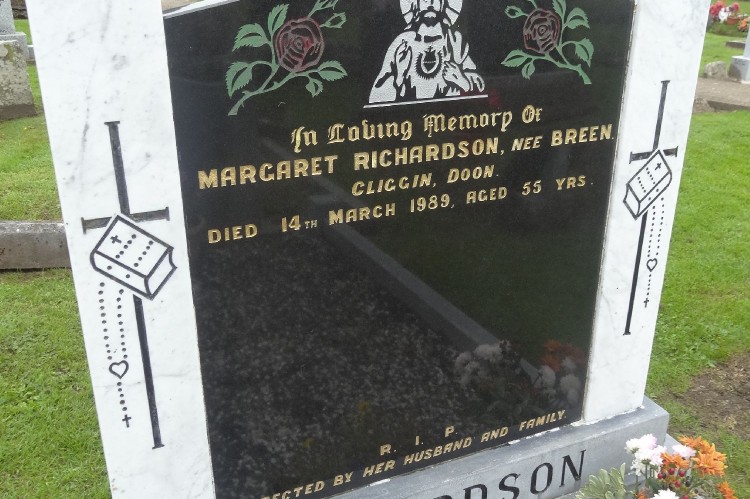 In Loving Memory Of
MARGARET RICHARDSON, NEE BREEN.
CLIGGIN, DOON.
DIED 14TH MARCH 1989, AGED 55 YRS.
R. I. P.
ERECTED BY HER HUSBAND AND FAMILY.
RDSON